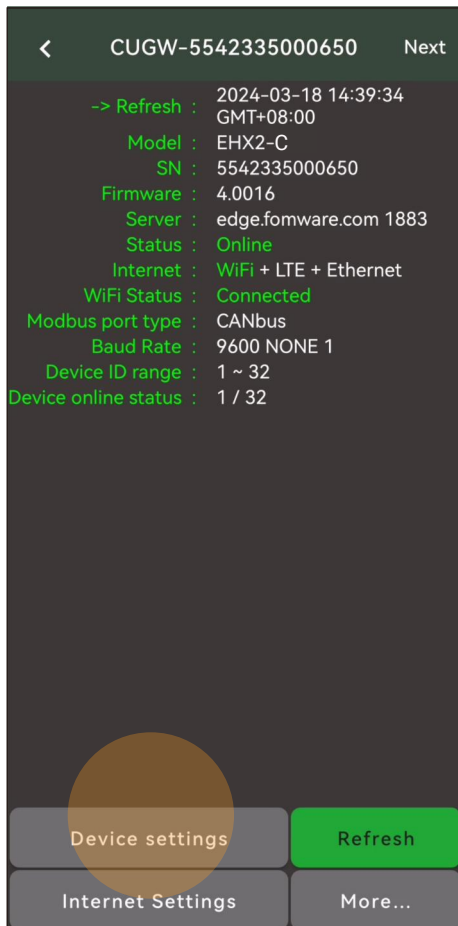 < CUGW-5542335000650 Next
-> Refresh : 2024-03-18 14:39:34
GMT+08:00
Model : EHX2-C
SN : 5542335000650
Firmware : 4.0016
Server : edge.fomware.com 1883
Status : Online
Internet : WiFi + LTE + Ethernet
WiFi Status : Connected
Modbus port type : CANbus
Baud Rate : 9600 NONE 1
Device ID range : 1 ~ 32
Device online status : 1 / 32
Device settings Refresh
Internet Settings More...